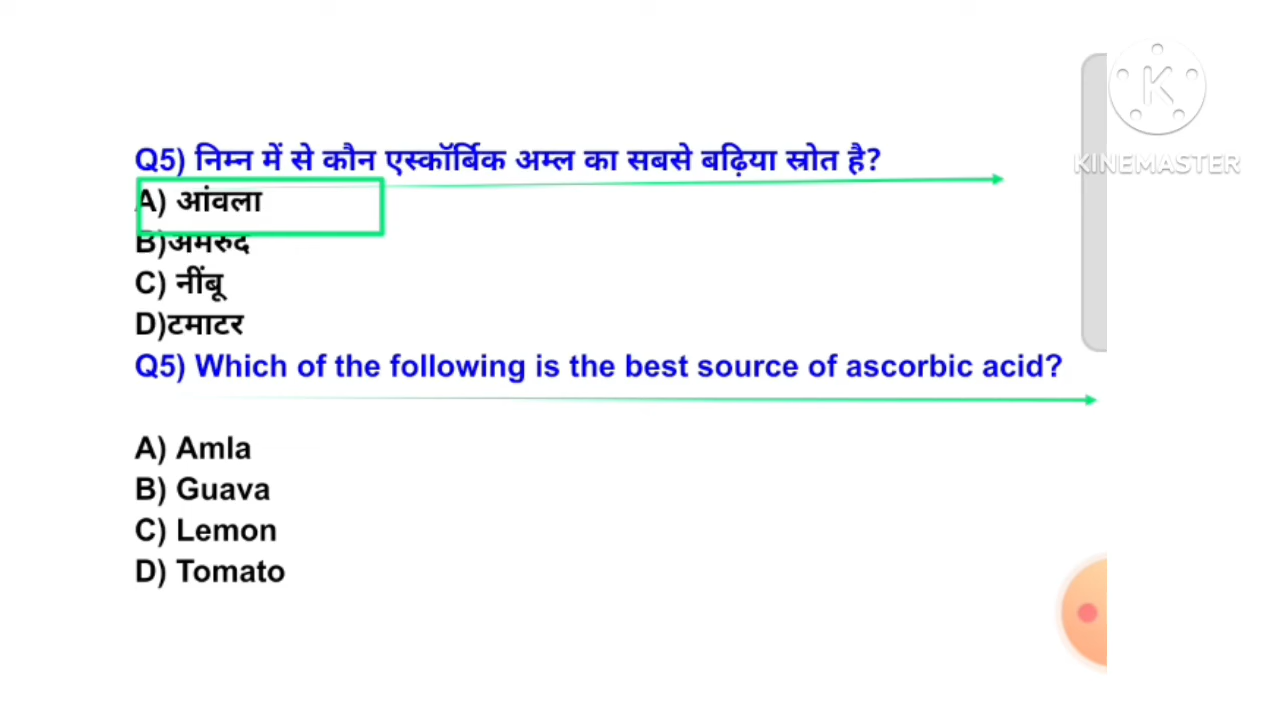 Q5) निम्न में से कौन एस्कॉर्बिक अम्ल का सबसे बढ़िया स्रोत है?
A) आंवला
B)अमरुद
C) नींबू
D)टमाटर
Q5) Which of the following is the best source of ascorbic acid?
A) Amla
B) Guava
C) Lemon
D) Tomato
K
KINEMASTER